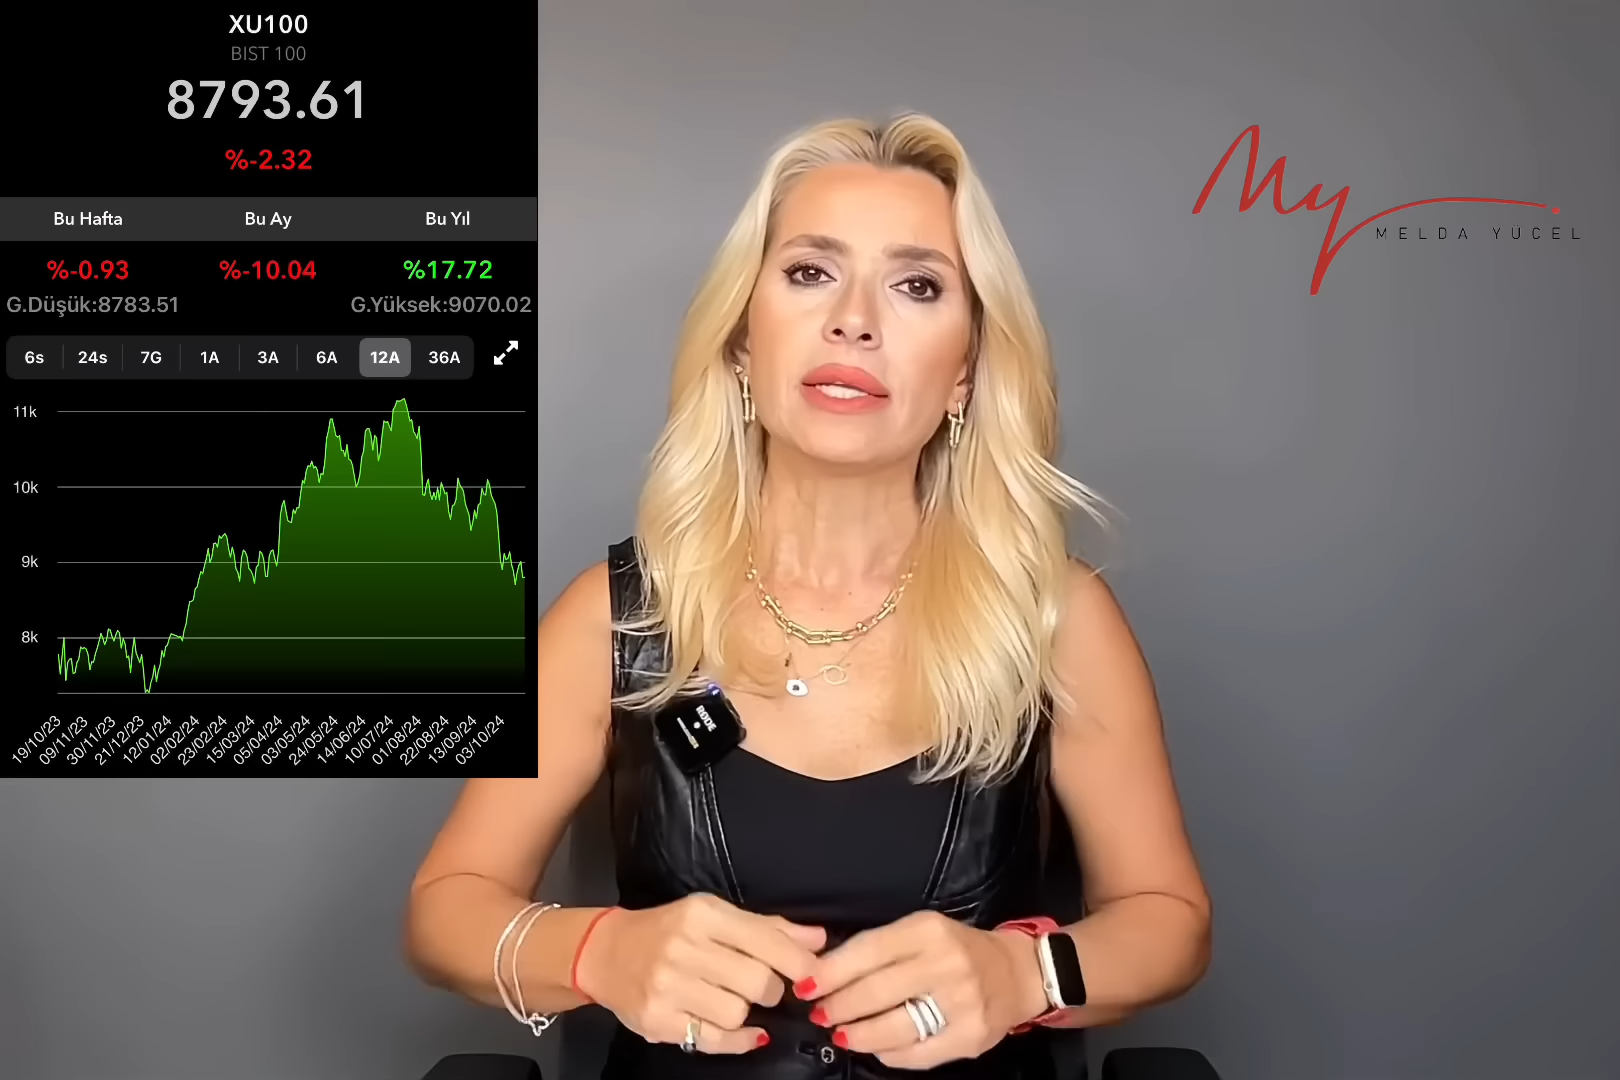 XU100
BIST 100
8793.61
%-2.32
Bu Hafta Bu Ay Bu Yıl
%-0.93 %-10.04 %17.72
G.Düşük:8783.51 G.Yüksek:9070.02
6s 24s 7G 1A 3A 6A 12A 36A
11k
10k
9k
8k
19/10/23 09/11/23 30/11/23 21/12/23 12/01/24 02/02/24 23/02/24 15/03/24 05/04/24 03/05/24 24/05/24 14/06/24 10/07/24 01/08/24 22/08/24 13/09/24 03/10/24
My
MELDA YÜCEL
RØDE